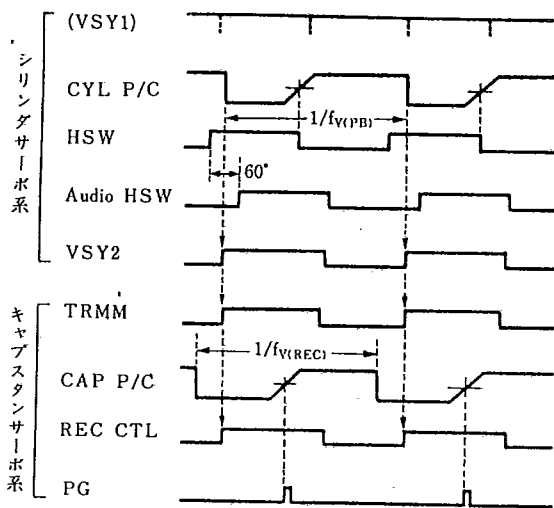 シリンダサーボ系
(VSY1)
CYL P/C
1/fV(PB)
HSW
60°
Audio HSW
VSY2
キャプスタンサーボ系
TRMM
1/fV(REC)
CAP P/C
REC CTL
PG